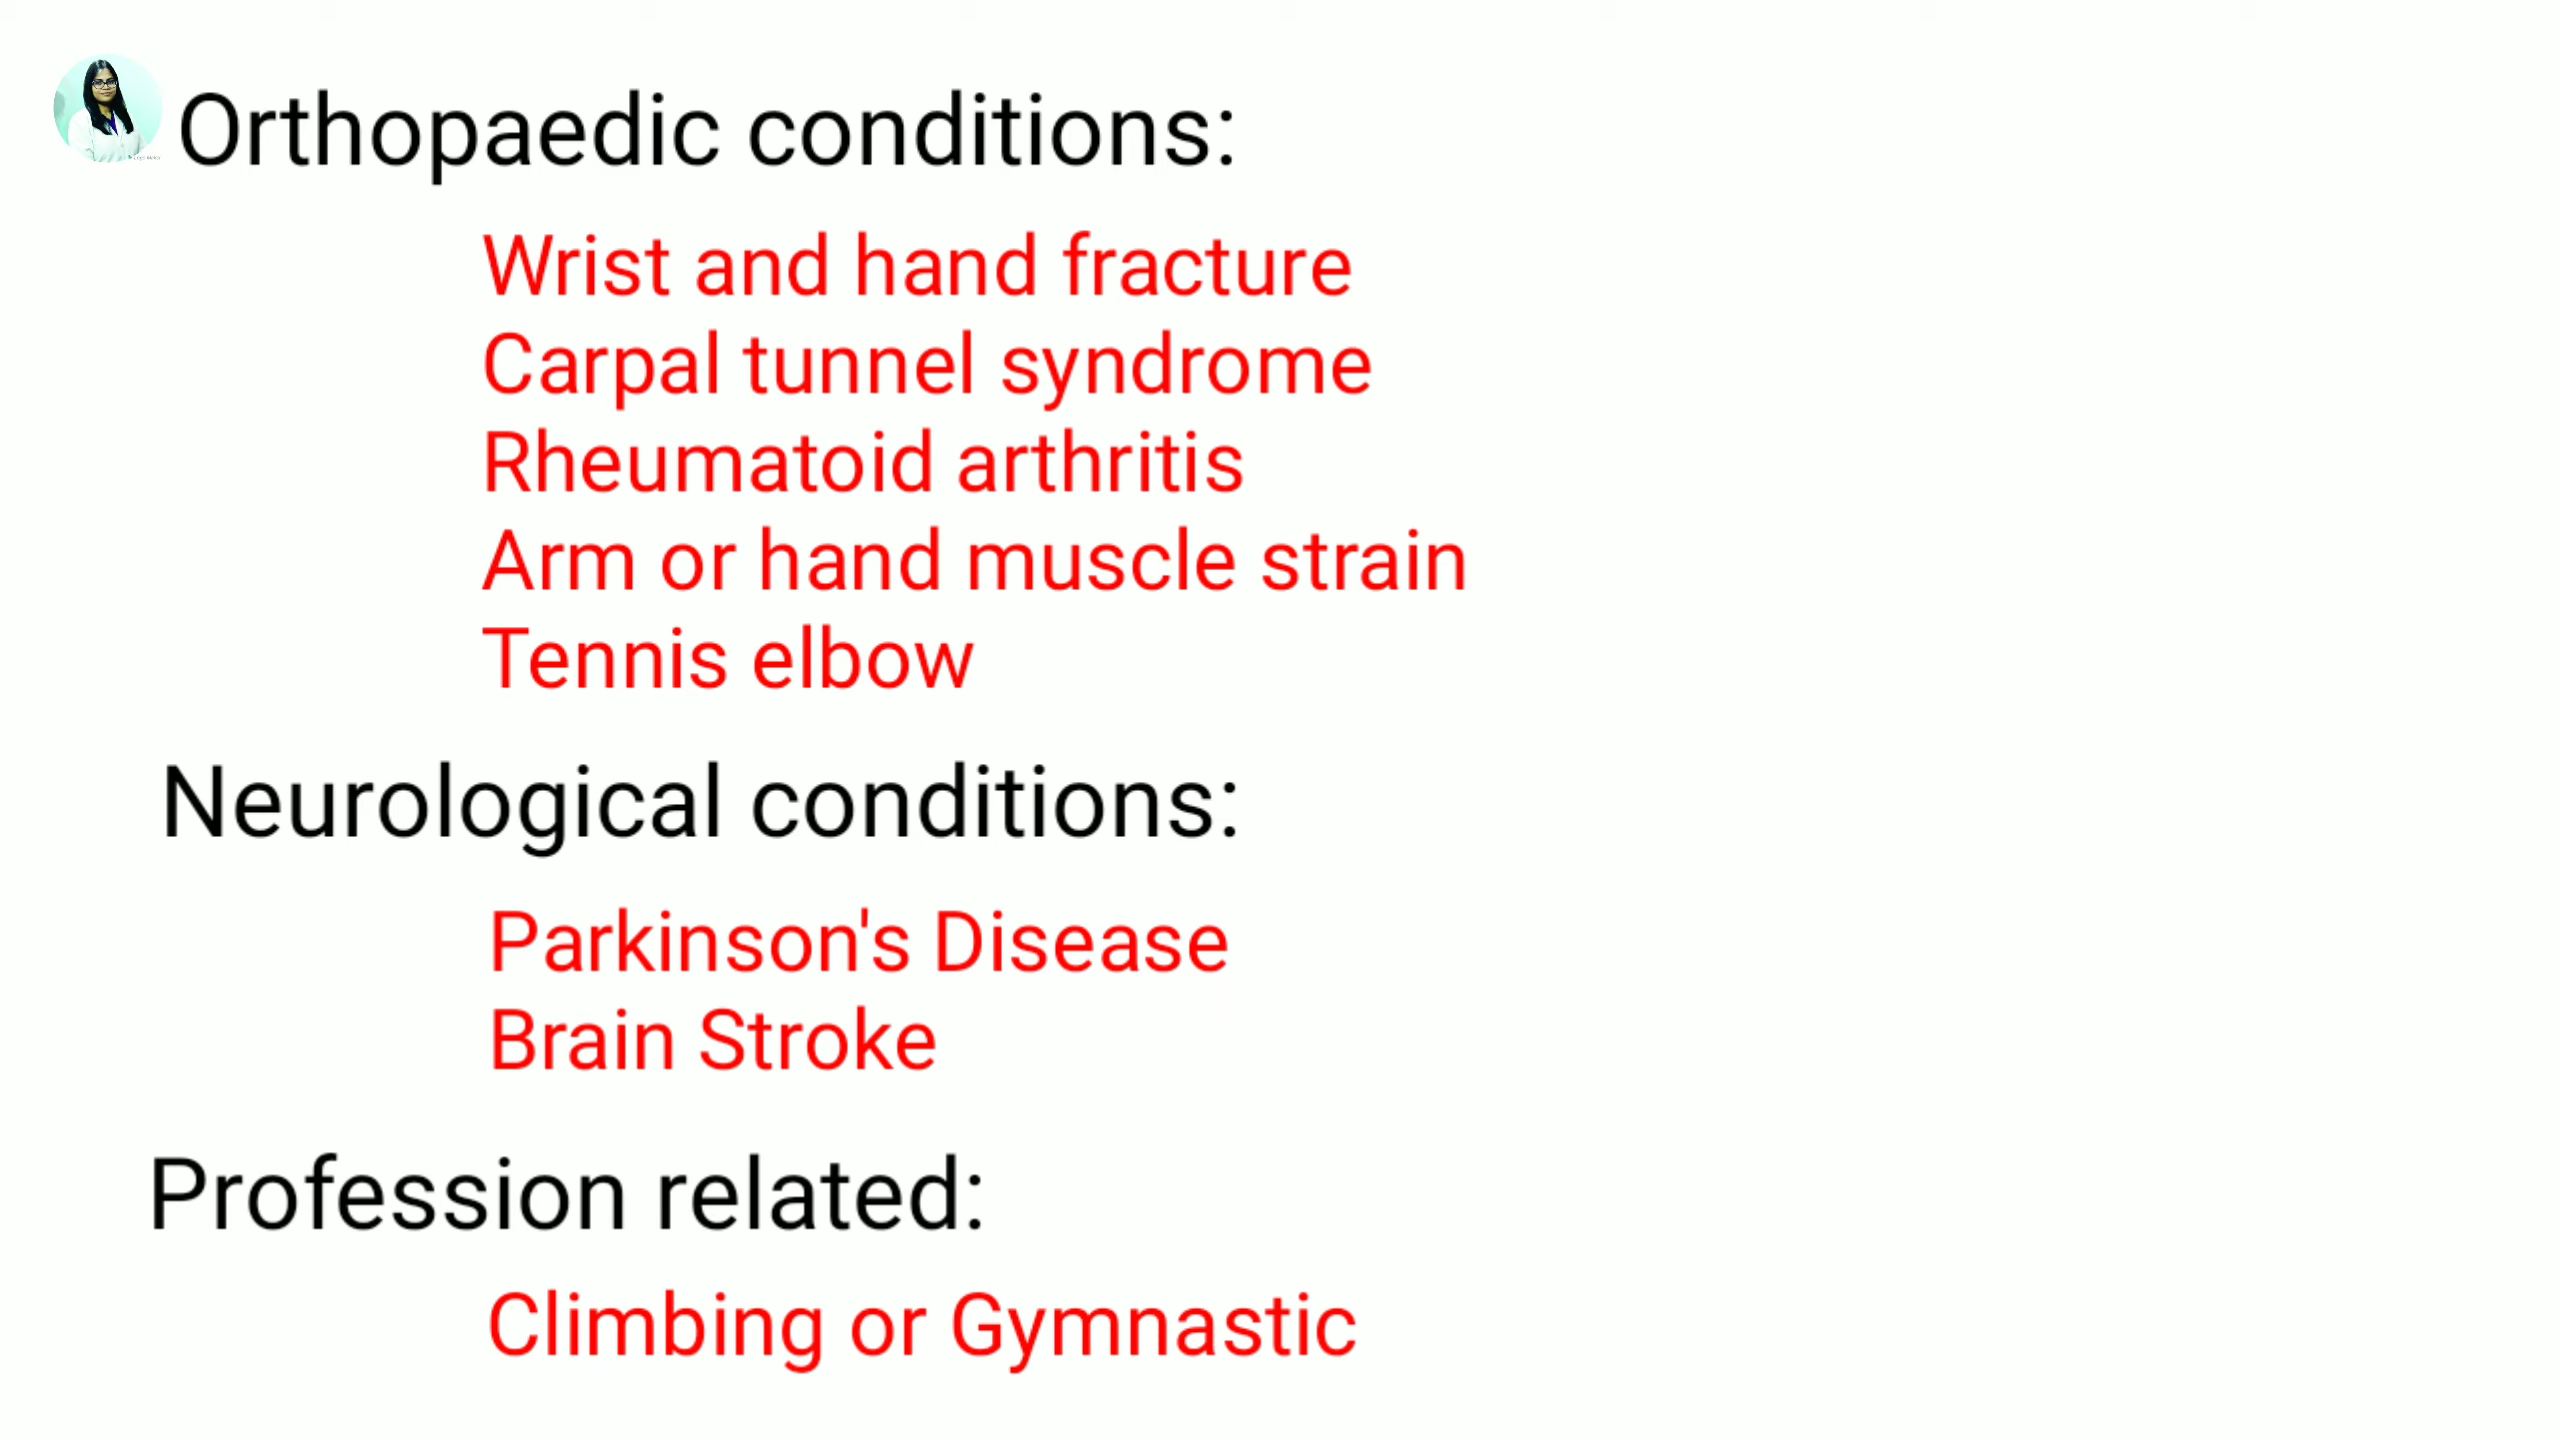 Orthopaedic conditions:
Wrist and hand fracture
Carpal tunnel syndrome
Rheumatoid arthritis
Arm or hand muscle strain
Tennis elbow
Neurological conditions:
Parkinson's Disease
Brain Stroke
Profession related:
Climbing or Gymnastic